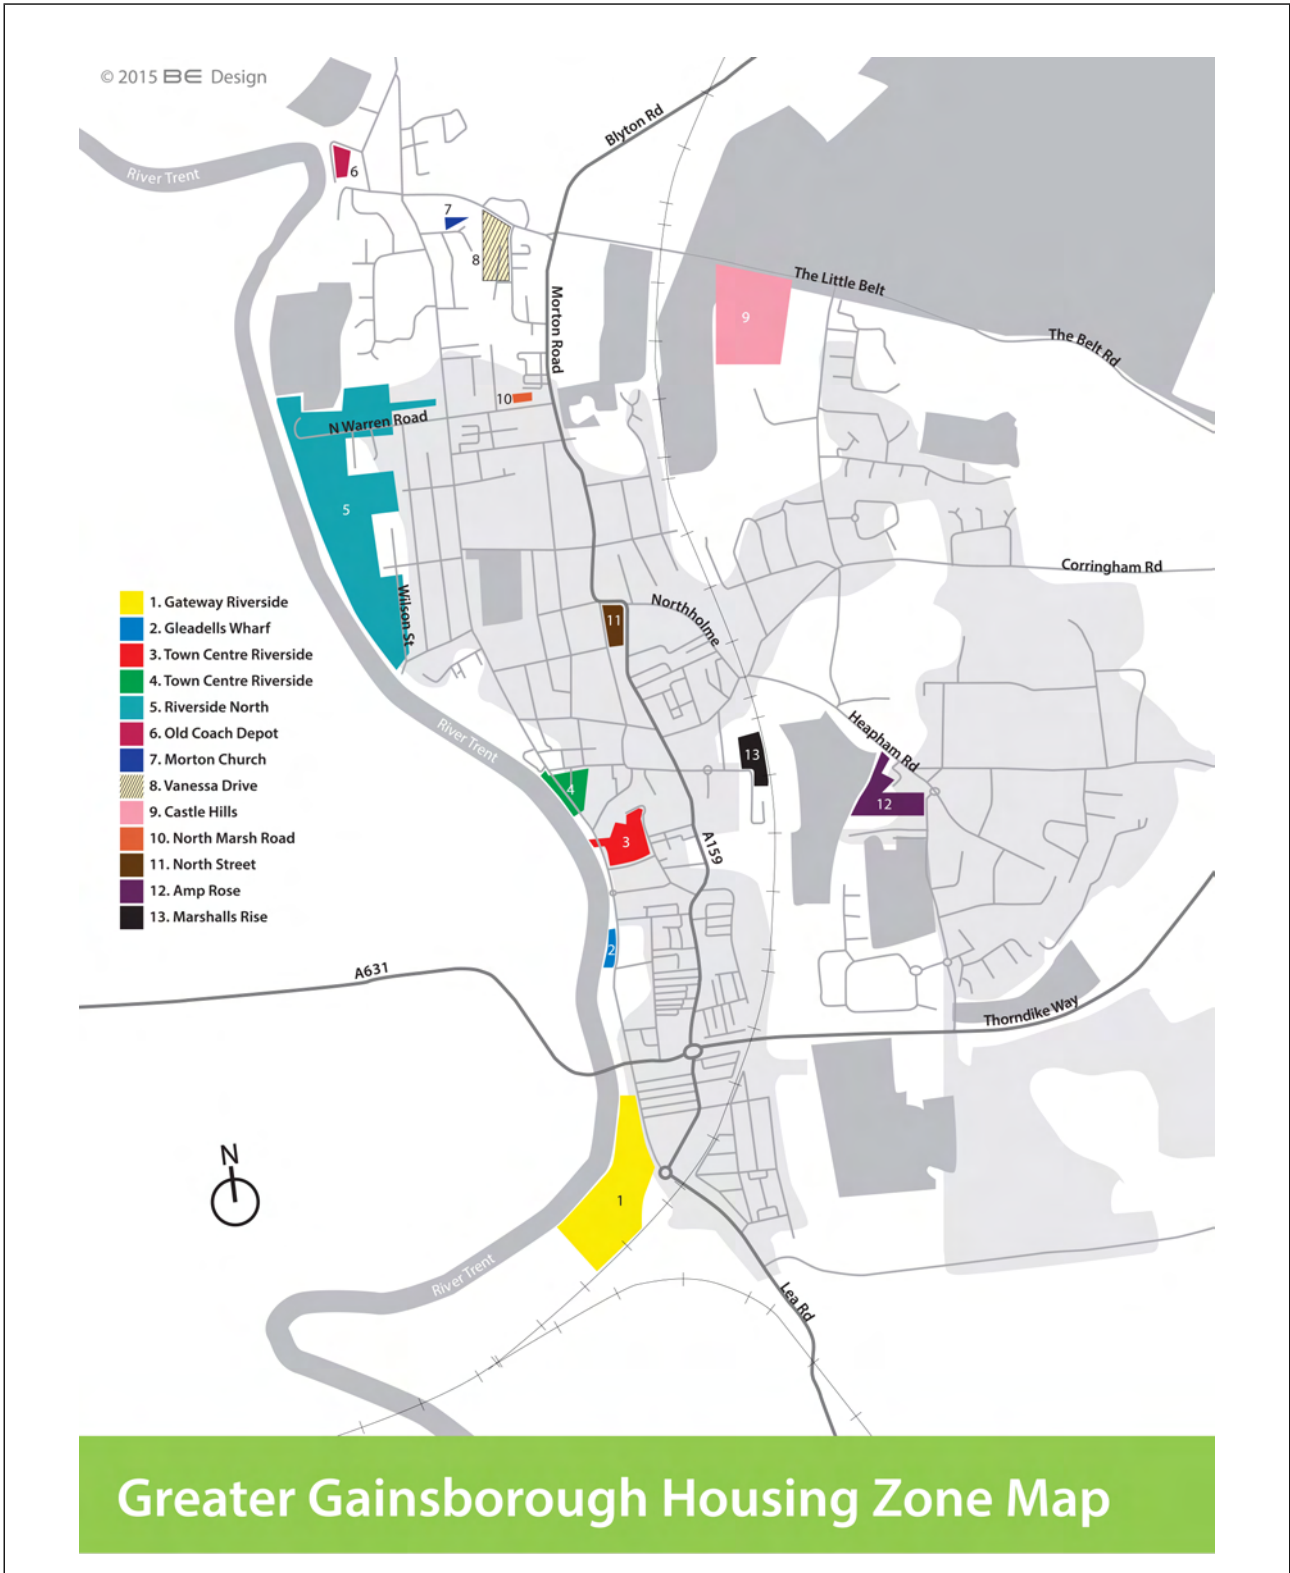 © 2015 BE Design
River Trent
6
7
8
Blyton Rd
Morton Road
The Little Belt
The Belt Rd
9
10
N Warren Road
5
Wilson St
Corringham Rd
Northholme
11
1. Gateway Riverside
2. Gleadells Wharf
3. Town Centre Riverside
4. Town Centre Riverside
5. Riverside North
6. Old Coach Depot
7. Morton Church
8. Vanessa Drive
9. Castle Hills
10. North Marsh Road
11. North Street
12. Amp Rose
13. Marshalls Rise
River Trent
Heapham Rd
13
12
4
3
A159
2
A631
Thorndike Way
N
1
River Trent
Lea Rd
Greater Gainsborough Housing Zone Map